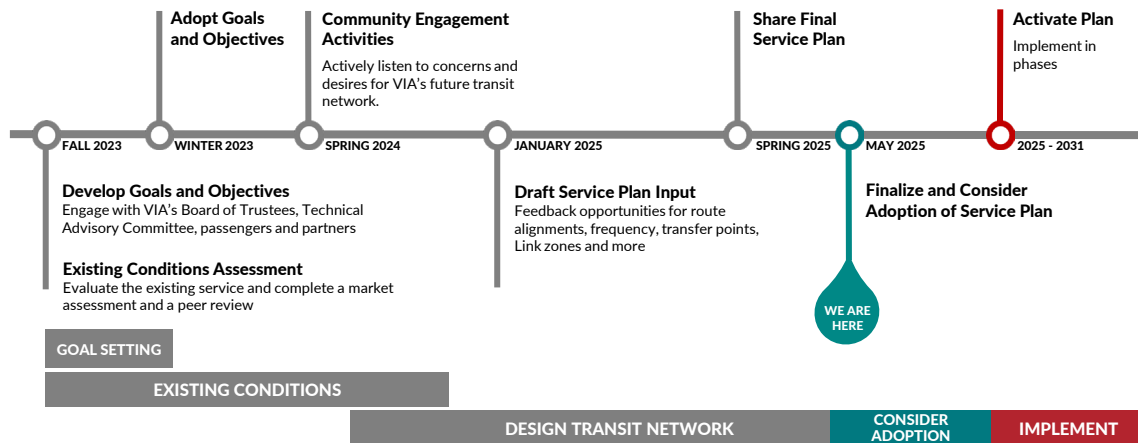 Adopt Goals
and Objectives
Community Engagement
Activities
Actively listen to concerns and
desires for VIA's future transit
network.
Share Final
Service Plan
Activate Plan
Implement in
phases
FALL 2023
WINTER 2023
SPRING 2024
JANUARY 2025
SPRING 2025
MAY 2025
2025 - 2031
Develop Goals and Objectives
Engage with VIA's Board of Trustees, Technical
Advisory Committee, passengers and partners
Existing Conditions Assessment
Evaluate the existing service and complete a market
assessment and a peer review
Draft Service Plan Input
Feedback opportunities for route
alignments, frequency, transfer points,
Link zones and more
Finalize and Consider
Adoption of Service Plan
WE ARE
HERE
GOAL SETTING
EXISTING CONDITIONS
DESIGN TRANSIT NETWORK
CONSIDER
ADOPTION
IMPLEMENT